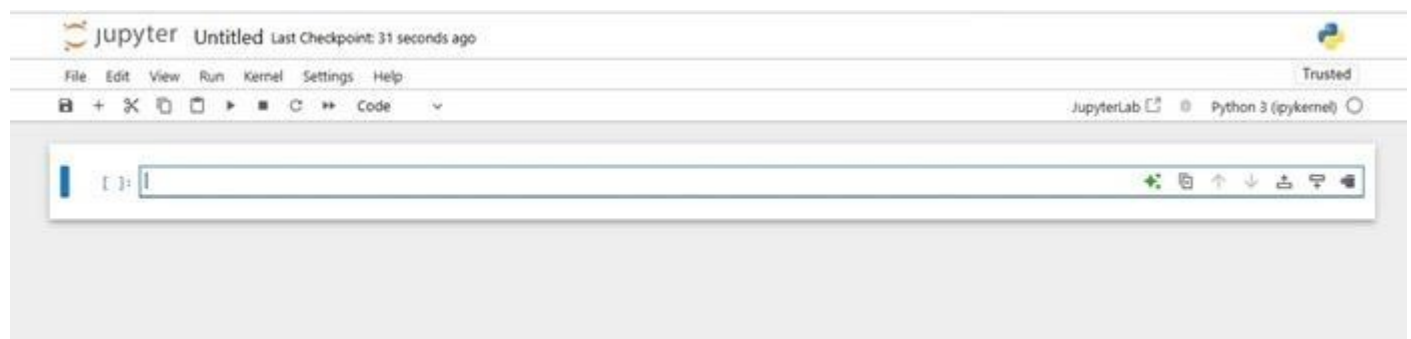 jupyter Untitled Last Checkpoint: 31 seconds ago
File Edit View Run Kernel Settings Help Trusted
Code JupyterLab Python 3 (ipykernel)
[ ]: